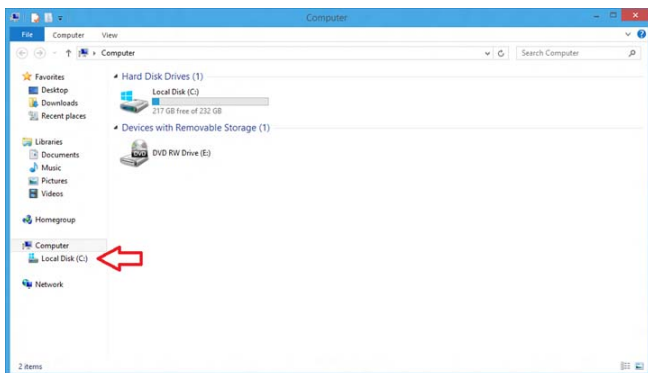 Computer
File Computer View
Computer
Search Computer
Favorites
Desktop
Downloads
Recent places
Libraries
Documents
Music
Pictures
Videos
Homegroup
Computer
Local Disk (C:)
Network
Hard Disk Drives (1)
Local Disk (C:)
217 GB free of 232 GB
Devices with Removable Storage (1)
DVD
DVD RW Drive (E:)
2 items